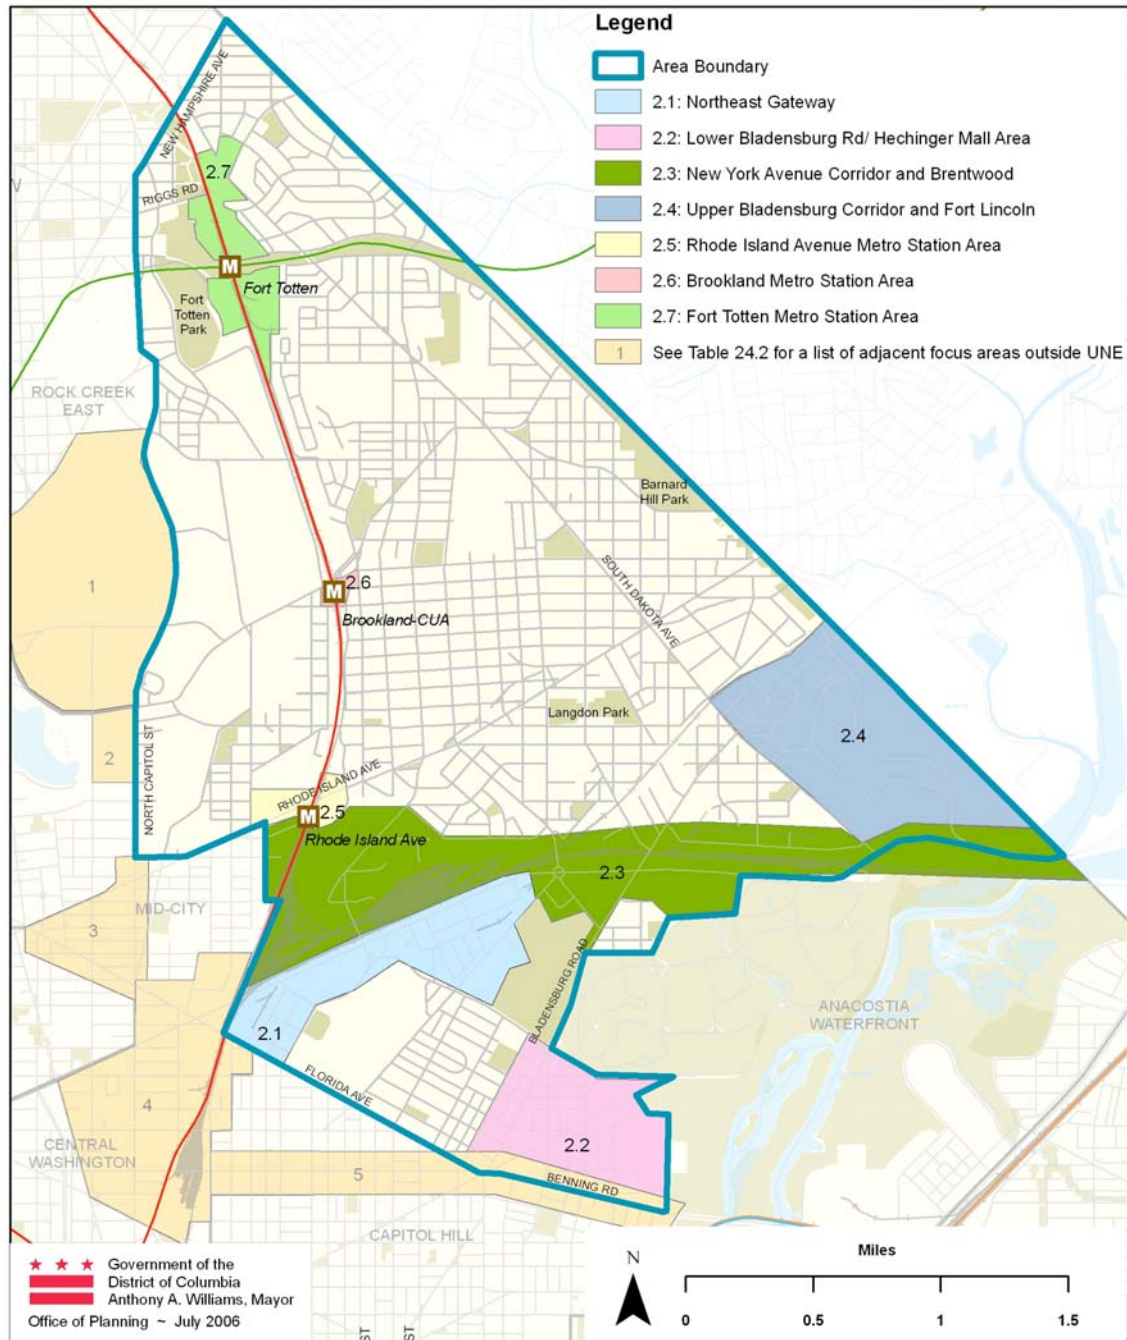 Legend
Area Boundary
2.1: Northeast Gateway
2.2: Lower Bladensburg Rd/ Hechinger Mall Area
2.3: New York Avenue Corridor and Brentwood
2.4: Upper Bladensburg Corridor and Fort Lincoln
2.5: Rhode Island Avenue Metro Station Area
2.6: Brookland Metro Station Area
2.7: Fort Totten Metro Station Area
1 See Table 24.2 for a list of adjacent focus areas outside UNE
NEW HAMPSHIRE AVE
2.7
RIGGS RD
M
Fort Totten
Fort
Totten
Park
ROCK CREEK
EAST
Barnard
Hill Park
1
SOUTH DAKOTA AVE
2.6
M
Brookland-CUA
NORTH CAPITOL ST
2
Langdon Park
2.4
RHODE ISLAND AVE
M
2.5
Rhode Island Ave
2.3
MID-CITY
3
BLADENSBURG ROAD
ANACOSTIA
WATERFRONT
2.1
FLORIDA AVE
4
CENTRAL
WASHINGTON
2.2
5
BENNING RD
CAPITOL HILL
Government of the
District of Columbia
Anthony A. Williams, Mayor
Office of Planning ~ July 2006
ST
ST
N
Miles
0 0.5 1 1.5